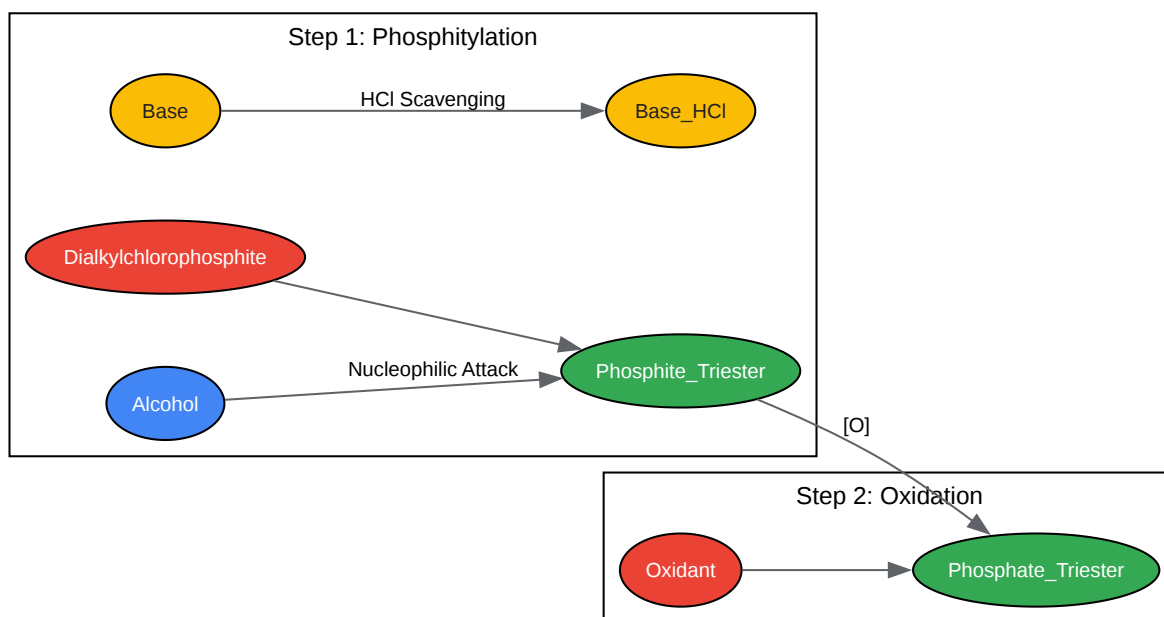 Step 1: Phosphitylation
Base
HCl Scavenging
Base_HCl
Dialkylchlorophosphite
Alcohol
Nucleophilic Attack
Phosphite_Triester
[O]
Step 2: Oxidation
Oxidant
Phosphate_Triester